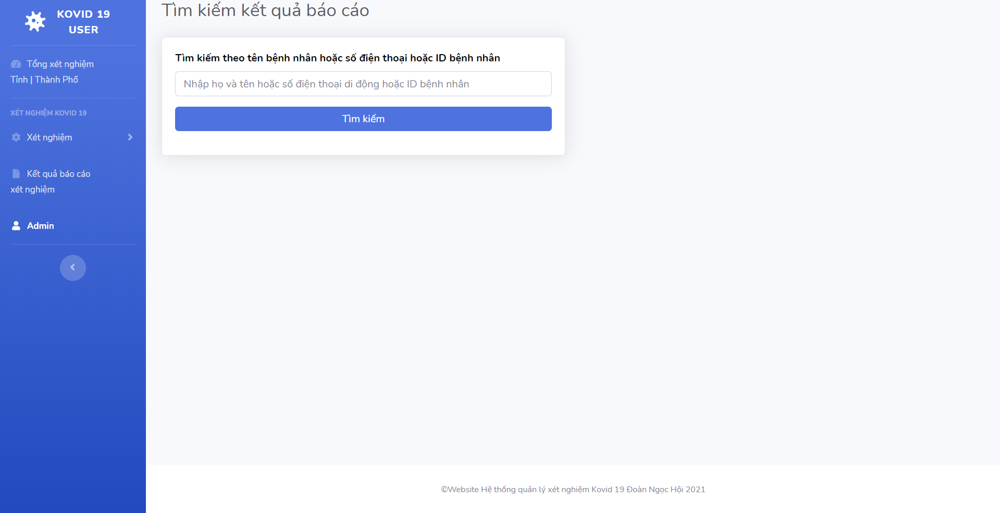 KOVID 19
USER
Tổng xét nghiệm
Tỉnh | Thành Phố
XÉT NGHIỆM KOVID 19
Xét nghiệm
Kết quả báo cáo
xét nghiệm
Admin
Tìm kiếm kết quả báo cáo
Tìm kiếm theo tên bệnh nhân hoặc số điện thoại hoặc ID bệnh nhân
Nhập họ và tên hoặc số điện thoại di động hoặc ID bệnh nhân
Tìm kiếm
©Website Hệ thống quản lý xét nghiệm Kovid 19 Đoàn Ngọc Hội 2021